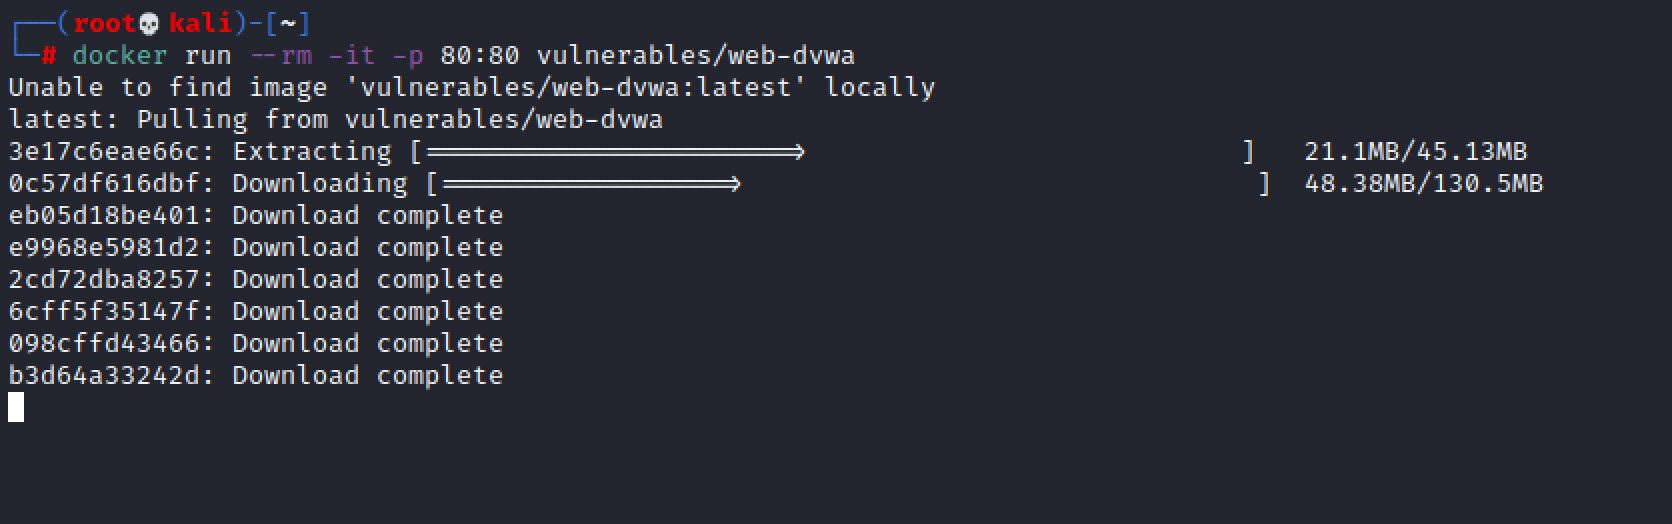 ┌──(root💀kali)-[~]
└─# docker run --rm -it -p 80:80 vulnerables/web-dvwa
Unable to find image 'vulnerables/web-dvwa:latest' locally
latest: Pulling from vulnerables/web-dvwa
3e17c6eae66c: Extracting [=======================>                            ]   21.1MB/45.13MB
0c57df616dbf: Downloading [==================>                                ]  48.38MB/130.5MB
eb05d18be401: Download complete
e9968e5981d2: Download complete
2cd72dba8257: Download complete
6cff5f35147f: Download complete
098cffd43466: Download complete
b3d64a33242d: Download complete